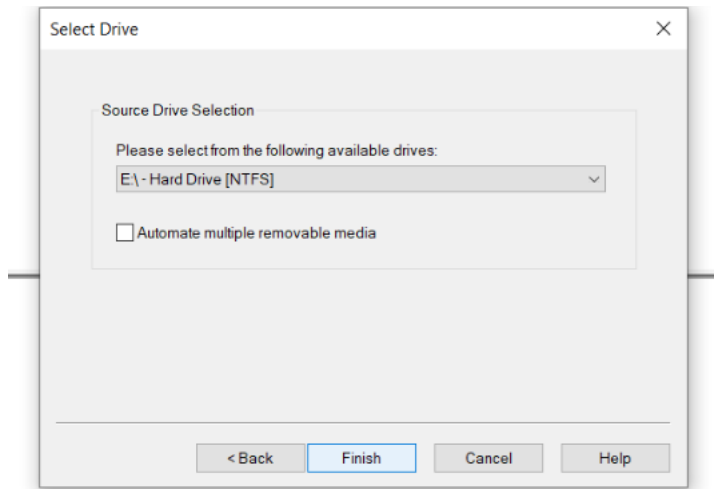 Select Drive
Source Drive Selection
Please select from the following available drives:
E:\ - Hard Drive [NTFS]
Automate multiple removable media
< Back Finish Cancel Help